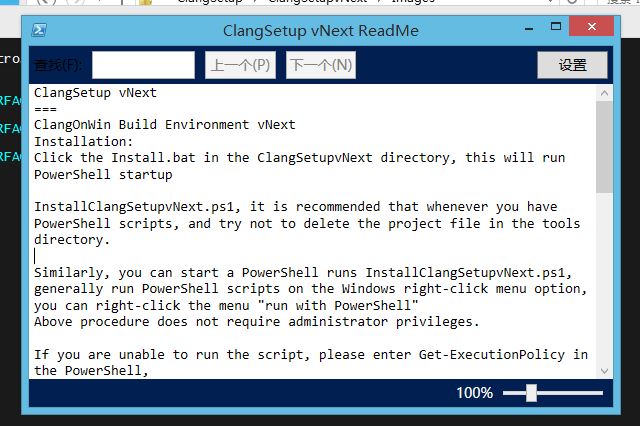 ClangSetup vNext ReadMe
查找(F):
上一个(P)
下一个(N)
设置
ClangSetup vNext
===
ClangOnWin Build Environment vNext
Installation:
Click the Install.bat in the ClangSetupvNext directory, this will run
PowerShell startup
InstallClangSetupvNext.ps1, it is recommended that whenever you have
PowerShell scripts, and try not to delete the project file in the tools
directory.
Similarly, you can start a PowerShell runs InstallClangSetupvNext.ps1,
generally run PowerShell scripts on the Windows right-click menu option,
you can right-click the menu "run with PowerShell"
Above procedure does not require administrator privileges.
If you are unable to run the script, please enter Get-ExecutionPolicy in
the PowerShell,
100%